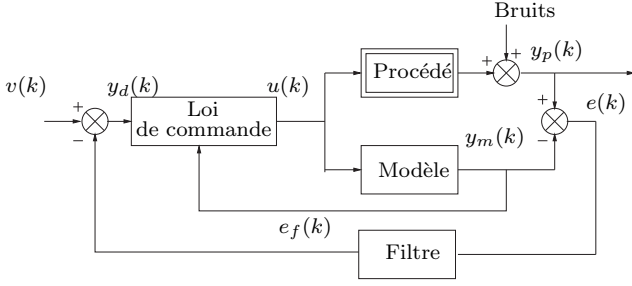 Bruits
v(k)
y_d(k)
u(k)
Procédé
y_p(k)
+
+
+
−
+
−
e(k)
Loi
de commande
y_m(k)
Modèle
e_f(k)
Filtre